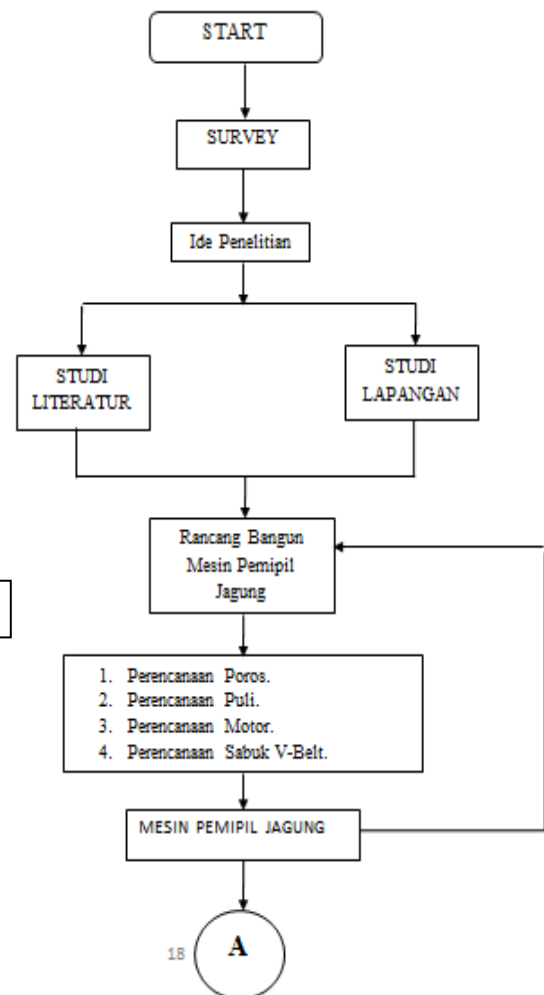 START
SURVEY
Ide Penelitian
STUDI
LITERATUR
STUDI
LAPANGAN
Rancang Bangun
Mesin Pemipil
Jagung
1. Perencanaan Poros.
2. Perencanaan Puli.
3. Perencanaan Motor.
4. Perencanaan Sabuk V-Belt.
MESIN PEMIPIL JAGUNG
18
A